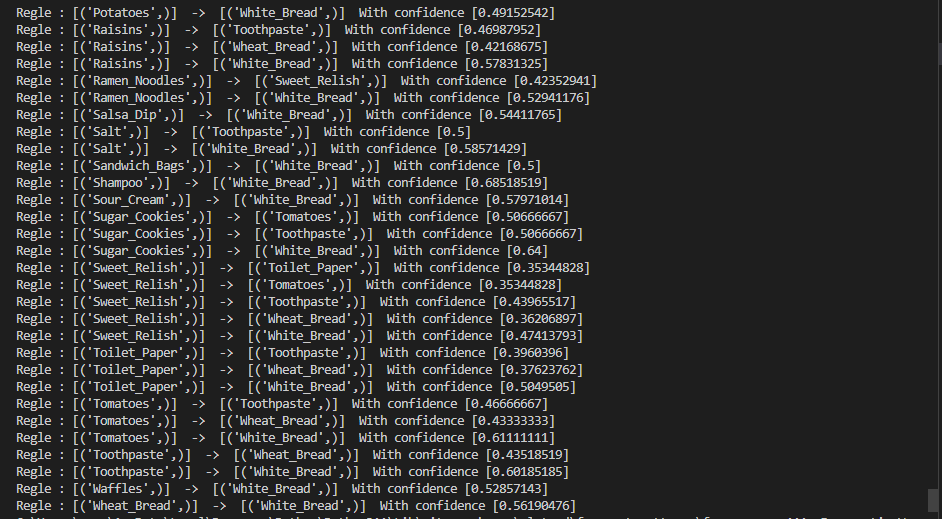 Regle : [('Potatoes',)] -> [('White_Bread',)] With confidence [0.49152542]
Regle : [('Raisins',)] -> [('Toothpaste',)] With confidence [0.46987952]
Regle : [('Raisins',)] -> [('Wheat_Bread',)] With confidence [0.42168675]
Regle : [('Raisins',)] -> [('White_Bread',)] With confidence [0.57831325]
Regle : [('Ramen_Noodles',)] -> [('Sweet_Relish',)] With confidence [0.42352941]
Regle : [('Ramen_Noodles',)] -> [('White_Bread',)] With confidence [0.52941176]
Regle : [('Salsa_Dip',)] -> [('White_Bread',)] With confidence [0.54411765]
Regle : [('Salt',)] -> [('Toothpaste',)] With confidence [0.5]
Regle : [('Salt',)] -> [('White_Bread',)] With confidence [0.58571429]
Regle : [('Sandwich_Bags',)] -> [('White_Bread',)] With confidence [0.5]
Regle : [('Shampoo',)] -> [('White_Bread',)] With confidence [0.68518519]
Regle : [('Sour_Cream',)] -> [('White_Bread',)] With confidence [0.57971014]
Regle : [('Sugar_Cookies',)] -> [('Tomatoes',)] With confidence [0.50666667]
Regle : [('Sugar_Cookies',)] -> [('Toothpaste',)] With confidence [0.50666667]
Regle : [('Sugar_Cookies',)] -> [('White_Bread',)] With confidence [0.64]
Regle : [('Sweet_Relish',)] -> [('Toilet_Paper',)] With confidence [0.35344828]
Regle : [('Sweet_Relish',)] -> [('Tomatoes',)] With confidence [0.35344828]
Regle : [('Sweet_Relish',)] -> [('Toothpaste',)] With confidence [0.43965517]
Regle : [('Sweet_Relish',)] -> [('Wheat_Bread',)] With confidence [0.36206897]
Regle : [('Sweet_Relish',)] -> [('White_Bread',)] With confidence [0.47413793]
Regle : [('Toilet_Paper',)] -> [('Toothpaste',)] With confidence [0.3960396]
Regle : [('Toilet_Paper',)] -> [('Wheat_Bread',)] With confidence [0.37623762]
Regle : [('Toilet_Paper',)] -> [('White_Bread',)] With confidence [0.5049505]
Regle : [('Tomatoes',)] -> [('Toothpaste',)] With confidence [0.46666667]
Regle : [('Tomatoes',)] -> [('Wheat_Bread',)] With confidence [0.43333333]
Regle : [('Tomatoes',)] -> [('White_Bread',)] With confidence [0.61111111]
Regle : [('Toothpaste',)] -> [('Wheat_Bread',)] With confidence [0.43518519]
Regle : [('Toothpaste',)] -> [('White_Bread',)] With confidence [0.60185185]
Regle : [('Waffles',)] -> [('White_Bread',)] With confidence [0.52857143]
Regle : [('Wheat_Bread',)] -> [('White_Bread',)] With confidence [0.56190476]